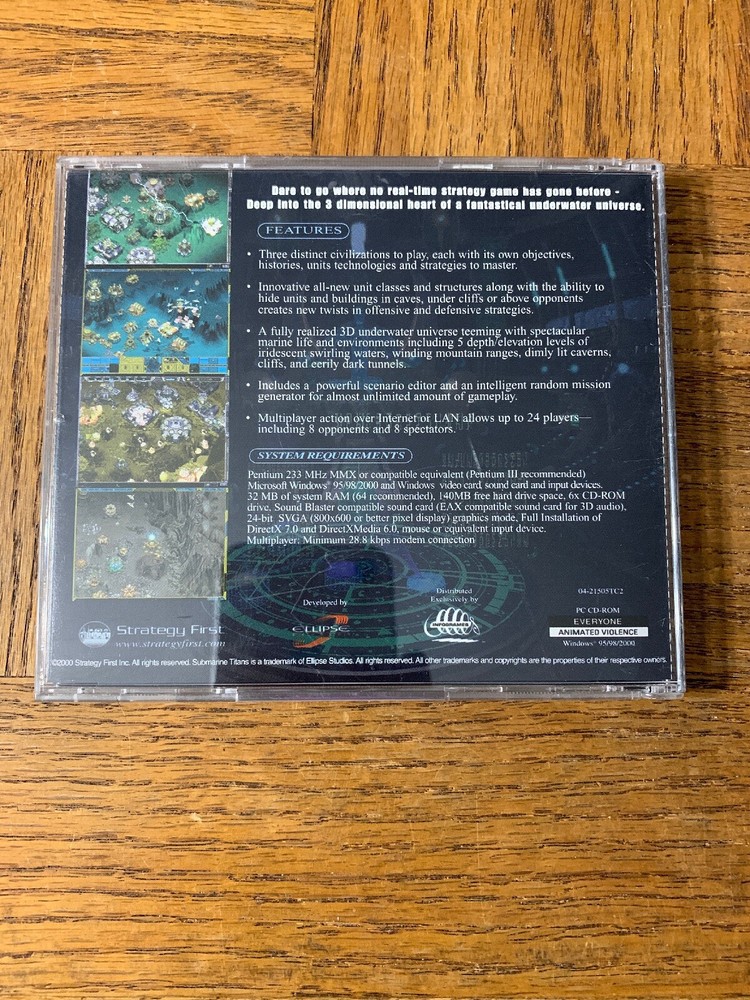 Dare to go where no real-time strategy game has gone before -
Deep into the 3 dimensional heart of a fantastical underwater universe.
FEATURES
• Three distinct civilizations to play, each with its own objectives,
histories, units technologies and strategies to master.
• Innovative all-new unit classes and structures along with the ability to
hide units and buildings in caves, under cliffs or above opponents
creates new twists in offensive and defensive strategies.
• A fully realized 3D underwater universe teeming with spectacular
marine life and environments including 5 depth/elevation levels of
iridescent swirling waters, winding mountain ranges, dimly lit caverns,
cliffs, and eerily dark tunnels.
• Includes a powerful scenario editor and an intelligent random mission
generator for almost unlimited amount of gameplay.
• Multiplayer action over Internet or LAN allows up to 24 players—
including 8 opponents and 8 spectators.
SYSTEM REQUIREMENTS
Pentium 233 MHz MMX or compatible equivalent (Pentium III recommended)
Microsoft Windows® 95/98/2000 and Windows video card, sound card and input devices.
32 MB of system RAM (64 recommended), 140MB free hard drive space, 6x CD-ROM
drive, Sound Blaster compatible sound card (EAX compatible sound card for 3D audio),
24-bit SVGA (800x600 or better pixel display) graphics mode, Full Installation of
DirectX 7.0 and DirectXMedia 6.0, mouse or equivalent input device.
Multiplayer: Minimum 28.8 kbps modem connection
Strategy First
www.strategyfirst.com
Developed by
ELLIPSE
Distributed
Exclusively by
INFOGRAMES
04-21505TC2
PC CD-ROM
EVERYONE
ANIMATED VIOLENCE
Windows® 95/98/2000
©2000 Strategy First Inc. All rights reserved. Submarine Titans is a trademark of Ellipse Studios. All rights reserved. All other trademarks and copyrights are the properties of their respective owners.